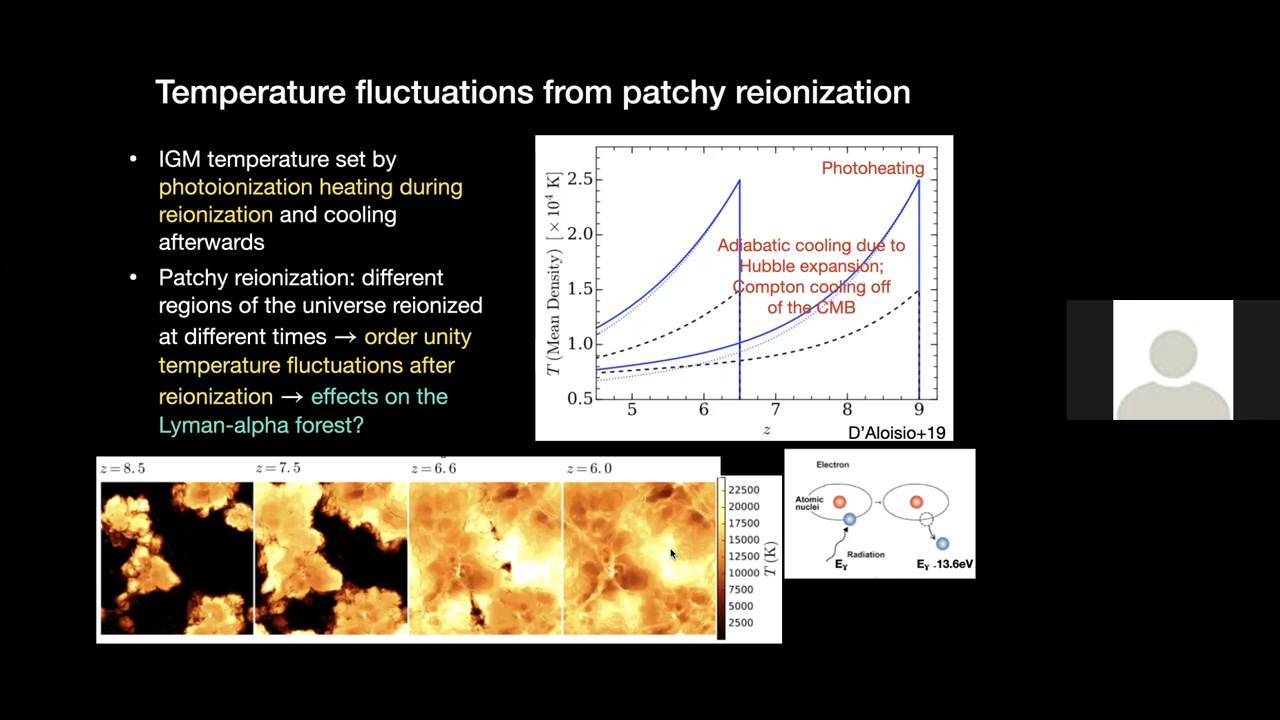 Temperature fluctuations from patchy reionization
• IGM temperature set by
photoionization heating during
reionization and cooling
afterwards
• Patchy reionization: different
regions of the universe reionized
at different times → order unity
temperature fluctuations after
reionization → effects on the
Lyman-alpha forest?
T (Mean Density) [×10⁴ K]
2.5
2.0
1.5
1.0
0.5
Photoheating
Adiabatic cooling due to
Hubble expansion;
Compton cooling off
of the CMB
5 6 7 8 9
z
D'Aloisio+19
z=8.5 z=7.5 z=6.6 z=6.0
22500
20000
17500
15000
12500
10000
7500
5000
2500
T (K)
Electron
Atomic
nuclei
Radiation
Eγ
Eγ -13.6eV